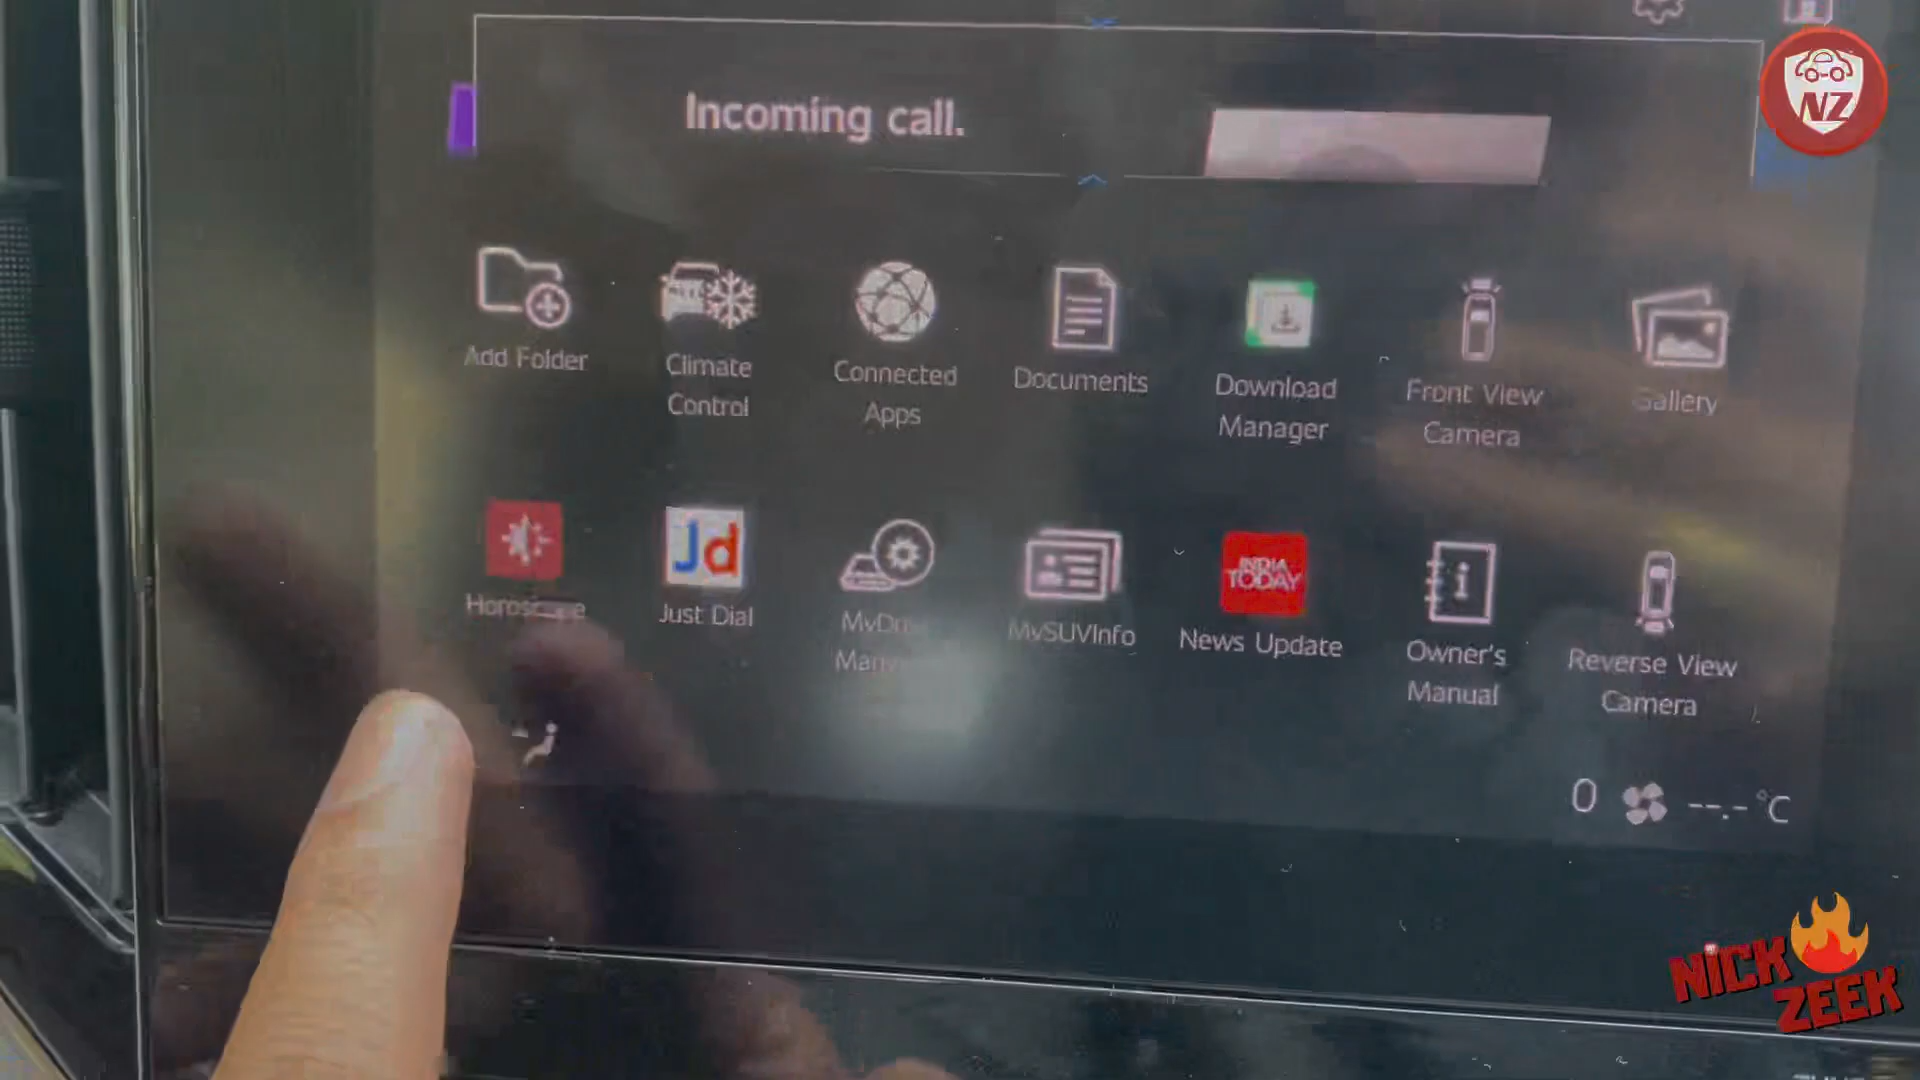 Incoming call.
Add Folder
Climate
Control
Connected
Apps
Documents
Download
Manager
Front View
Camera
Gallery
Horoscope
Jd
Just Dial
MySUVInfo
INDIA
TODAY
News Update
Owner's
Manual
Reverse View
Camera
0 --.-°C
NZ
NICK
ZEEK